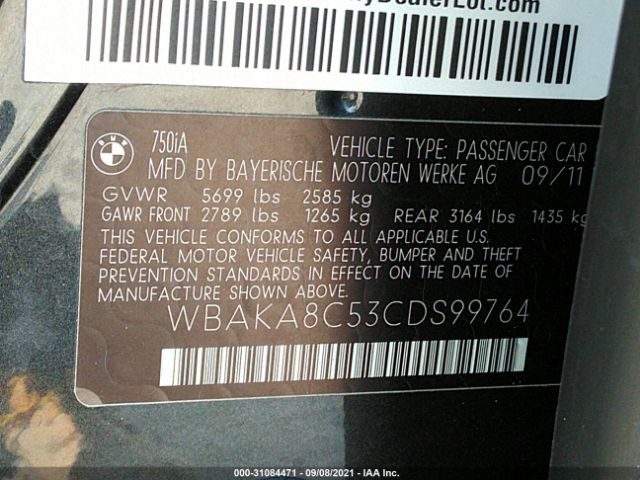 yDealerLot.com
BMW
750iA VEHICLE TYPE: PASSENGER CAR
MFD BY BAYERISCHE MOTOREN WERKE AG 09/11
GVWR 5699 lbs 2585 kg
GAWR FRONT 2789 lbs 1265 kg REAR 3164 lbs 1435 kg
THIS VEHICLE CONFORMS TO ALL APPLICABLE U.S.
FEDERAL MOTOR VEHICLE SAFETY, BUMPER AND THEFT
PREVENTION STANDARDS IN EFFECT ON THE DATE OF
MANUFACTURE SHOWN ABOVE:
WBAKA8C53CDS99764
000-31084471 - 09/08/2021 - IAA Inc.